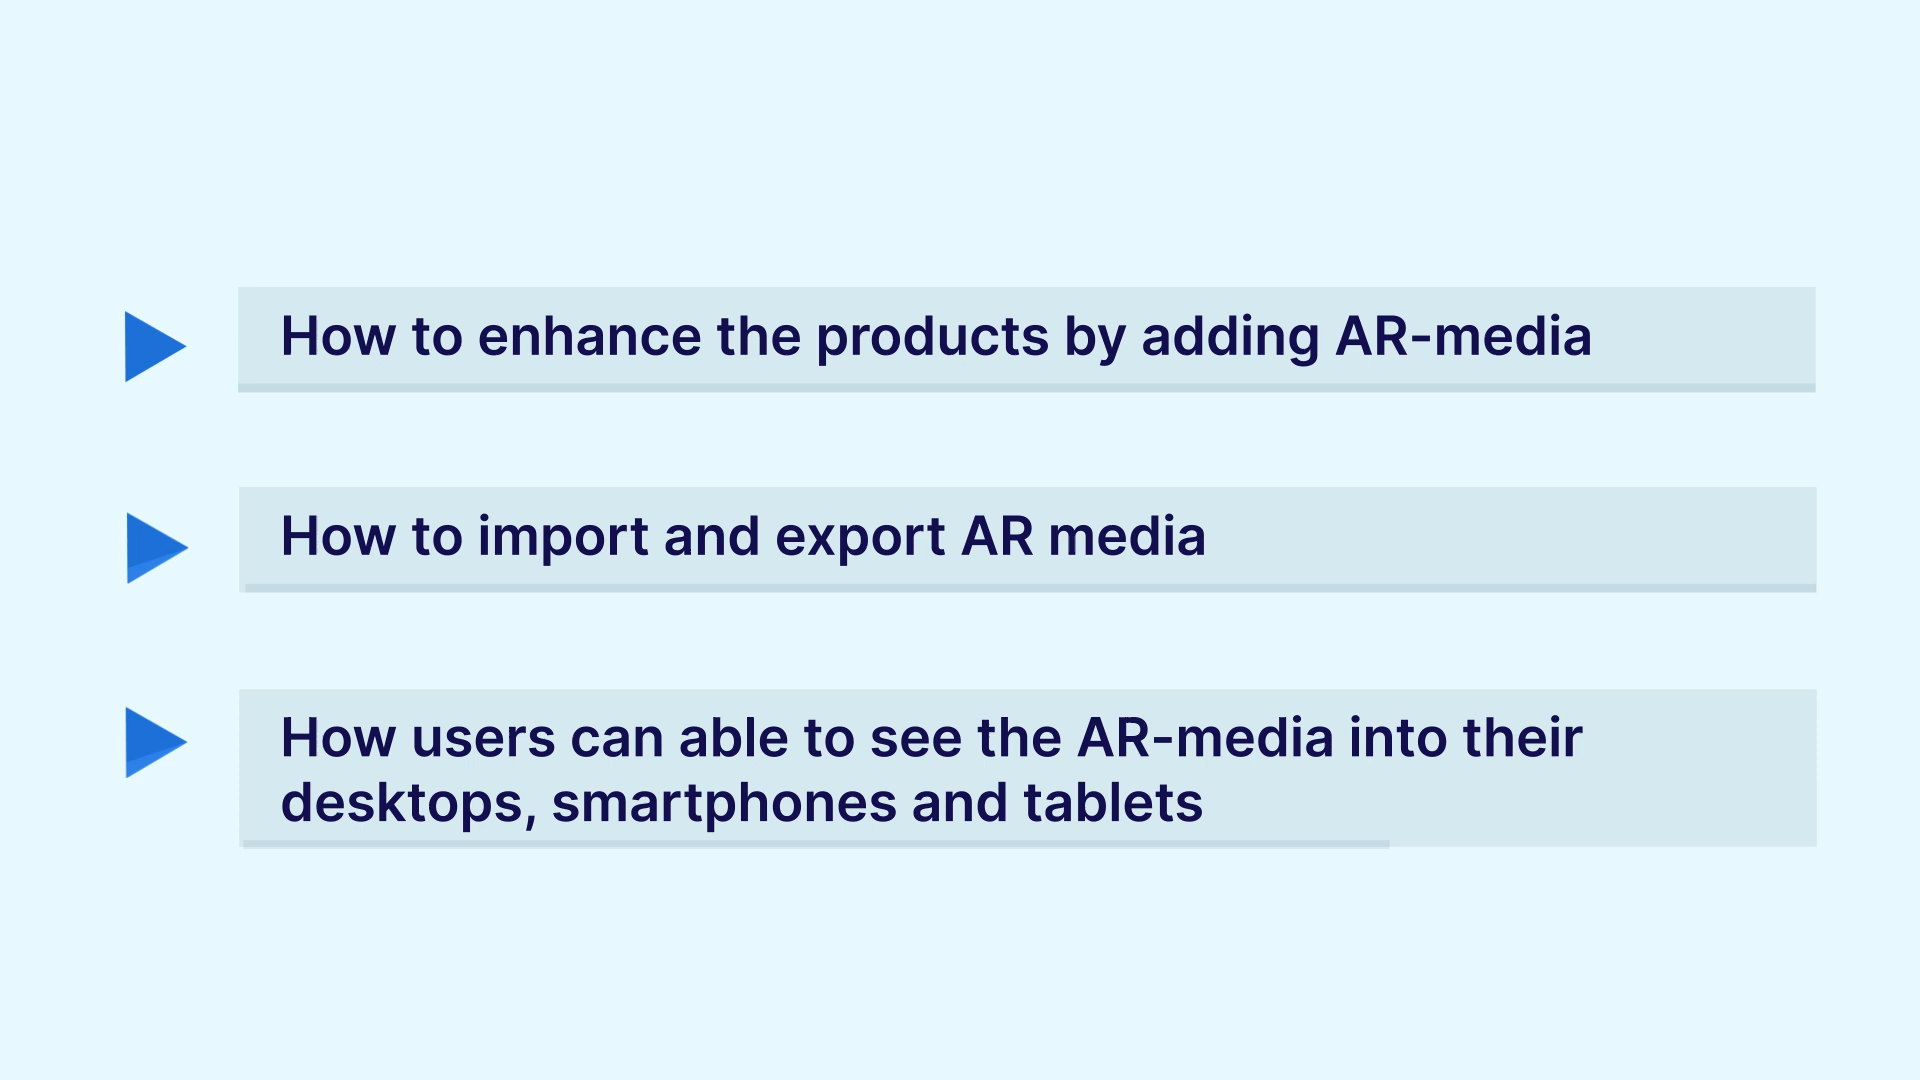 How to enhance the products by adding AR-media
How to import and export AR media
How users can able to see the AR-media into their
desktops, smartphones and tablets